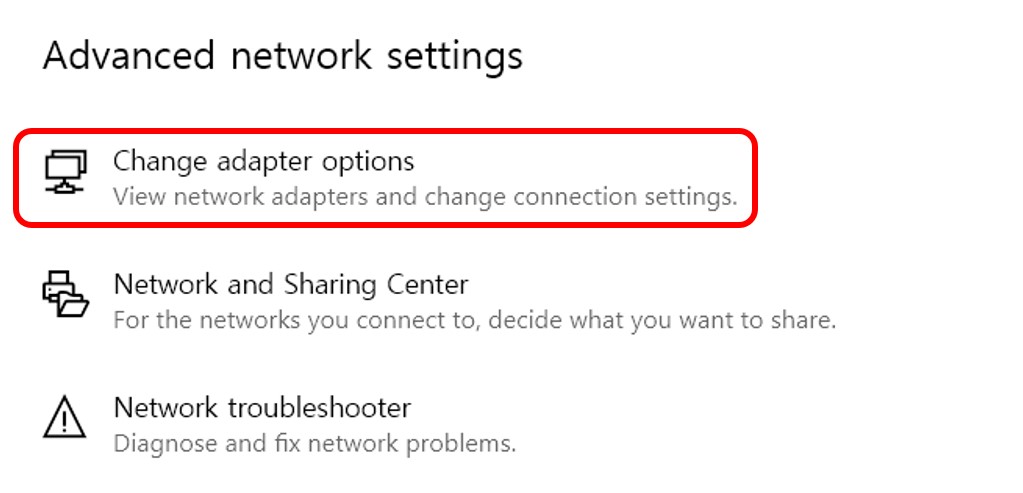 Advanced network settings
Change adapter options
View network adapters and change connection settings.
Network and Sharing Center
For the networks you connect to, decide what you want to share.
Network troubleshooter
Diagnose and fix network problems.